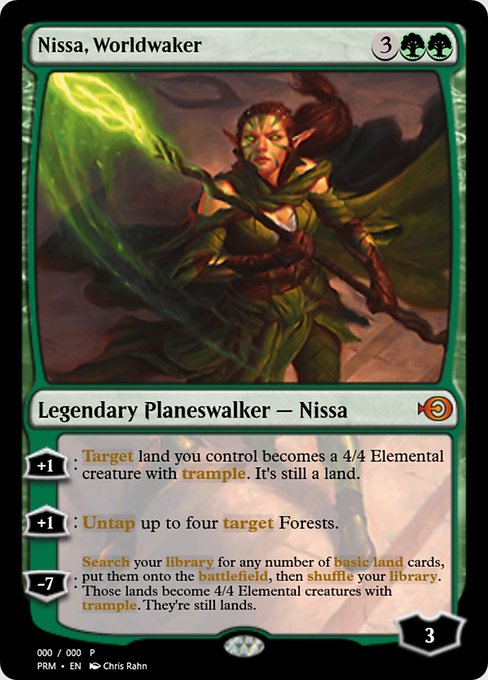 Nissa, Worldwaker 3
Legendary Planeswalker — Nissa
+1 : Target land you control becomes a 4/4 Elemental
creature with trample. It's still a land.
+1 : Untap up to four target Forests.
-7 : Search your library for any number of basic land cards,
put them onto the battlefield, then shuffle your library.
Those lands become 4/4 Elemental creatures with
trample. They're still lands.
3
000 / 000 P
PRM • EN Chris Rahn